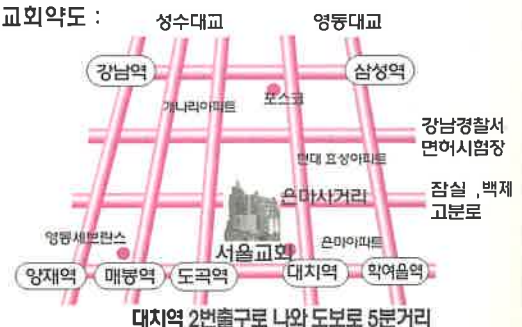 교회약도 :
성수대교 영동대교
강남역 삼성역
포스코
개나리아파트
강남경찰서
면허시험장
현대 효성아파트
은마사거리
잠실 ,백제
고분로
영동세브란스
서울교회
은마아파트
양재역 매봉역 도곡역 대치역 학여울역
대치역 2번출구로 나와 도보로 5분거리